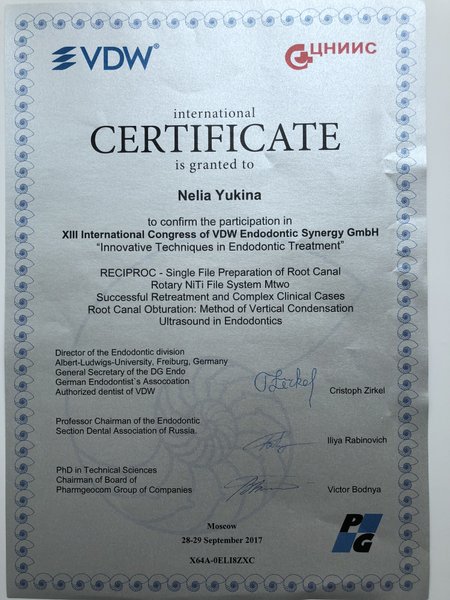 VDW®
ЦНИИС
international
CERTIFICATE
is granted to
Nelia Yukina
to confirm the participation in
XIII International Congress of VDW Endodontic Synergy GmbH
“Innovative Techniques in Endodontic Treatment”
RECIPROC - Single File Preparation of Root Canal
Rotary NiTi File System Mtwo
Successful Retreatment and Complex Clinical Cases
Root Canal Obturation: Method of Vertical Condensation
Ultrasound in Endodontics
Director of the Endodontic division
Albert-Ludwigs-University, Freiburg, Germany
General Secretary of the DG Endo
German Endodontist`s Assocoation
Authorized dentist of VDW
Cristoph Zirkel
Professor Chairman of the Endodontic
Section Dental Association of Russia.
Iliya Rabinovich
PhD in Technical Sciences
Chairman of Board of
Pharmgeocom Group of Companies
Victor Bodnya
Moscow
28-29 September 2017
X64A-0ELI8ZXC
PG